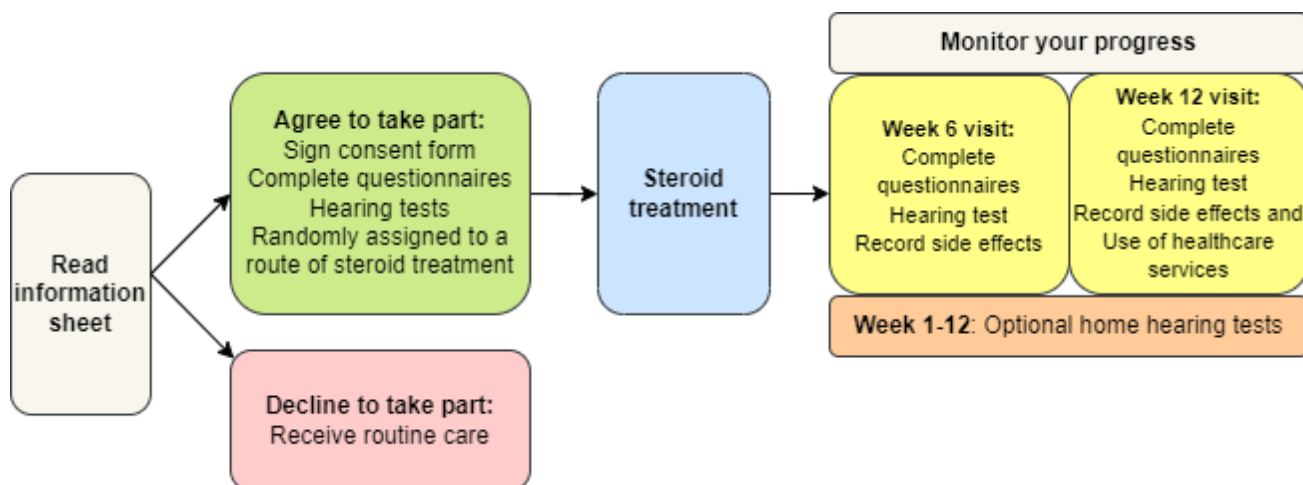 Read
information
sheet
Agree to take part:
Sign consent form
Complete questionnaires
Hearing tests
Randomly assigned to a
route of steroid treatment
Decline to take part:
Receive routine care
Steroid
treatment
Monitor your progress
Week 6 visit:
Complete
questionnaires
Hearing test
Record side effects
Week 12 visit:
Complete
questionnaires
Hearing test
Record side effects and
Use of healthcare
services
Week 1-12: Optional home hearing tests